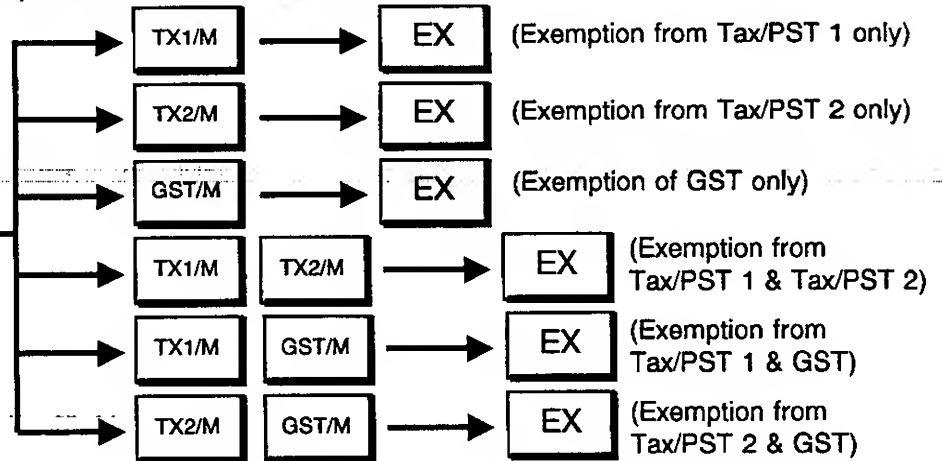 TX1/M EX (Exemption from Tax/PST 1 only)
TX2/M EX (Exemption from Tax/PST 2 only)
GST/M EX (Exemption of GST only)
TX1/M TX2/M EX (Exemption from
Tax/PST 1 & Tax/PST 2)
TX1/M GST/M EX (Exemption from
Tax/PST 1 & GST)
TX2/M GST/M EX (Exemption from
Tax/PST 2 & GST)